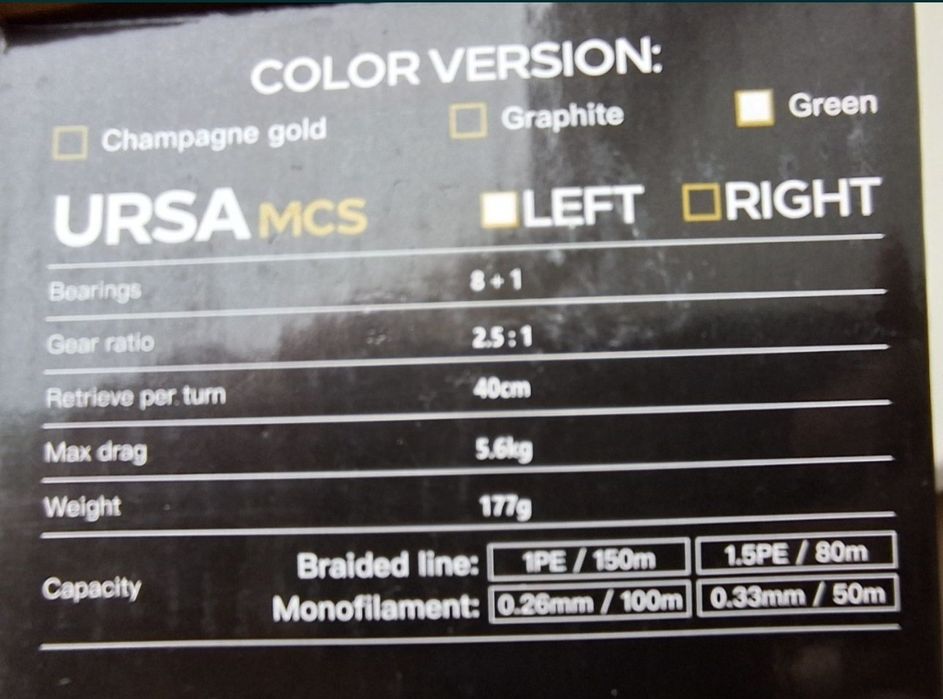 COLOR VERSION:
Champagne gold Graphite Green
URSA MCS LEFT RIGHT
Bearings 8 + 1
Gear ratio 2.5 : 1
Retrieve per turn 40cm
Max drag 5.6kg
Weight 177g
Capacity
Braided line: 1PE / 150m 1.5PE / 80m
Monofilament: 0.26mm / 100m 0.33mm / 50m